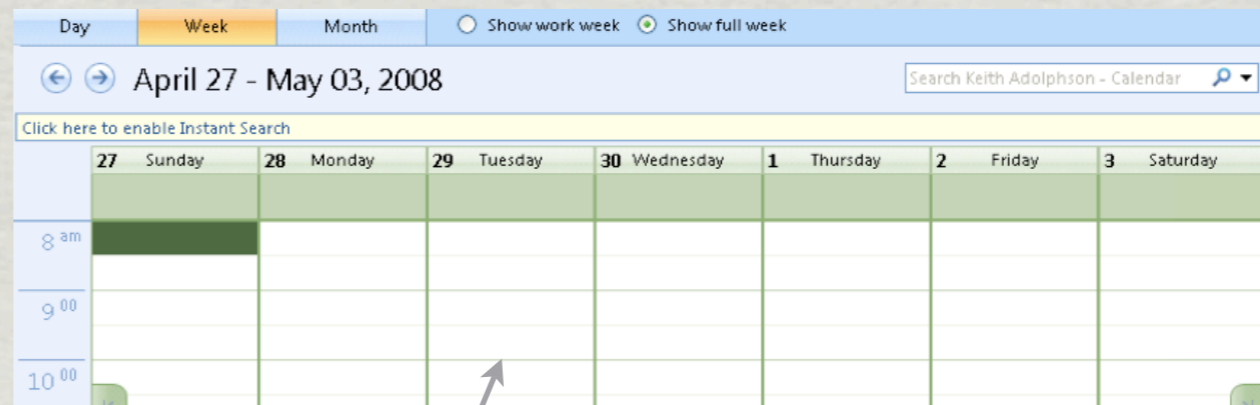 Day Week Month Show work week Show full week
April 27 - May 03, 2008 Search Keith Adolphson - Calendar
Click here to enable Instant Search
27 Sunday 28 Monday 29 Tuesday 30 Wednesday 1 Thursday 2 Friday 3 Saturday
8 am
9 00
10 00